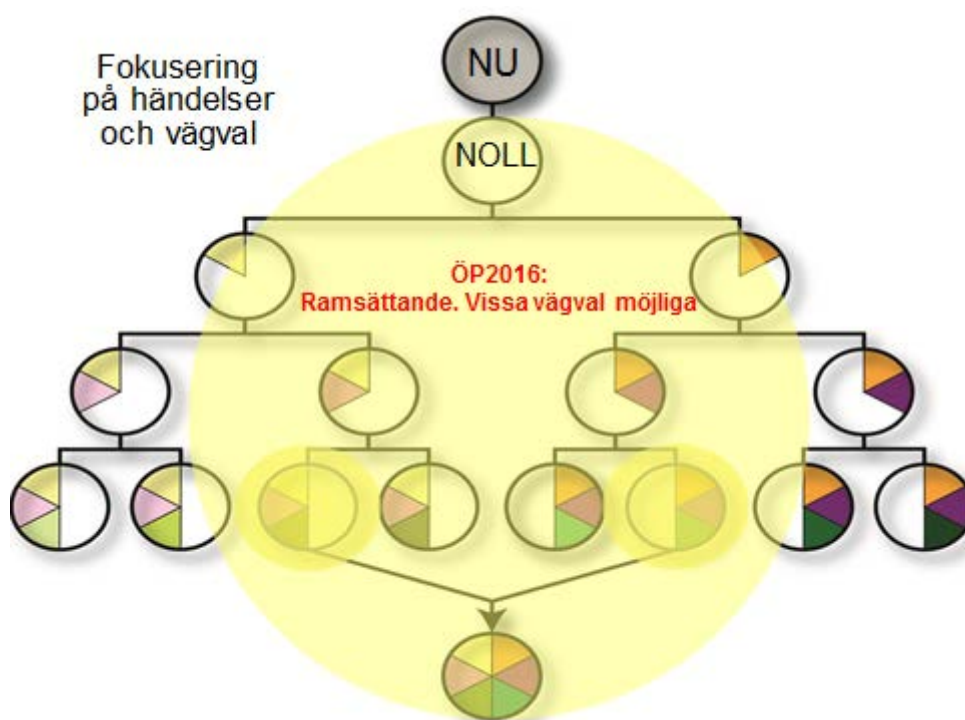 Fokusering
på händelser
och vägval
NU
NOLL
ÖP2016:
Ramsättande. Vissa vägval möjliga